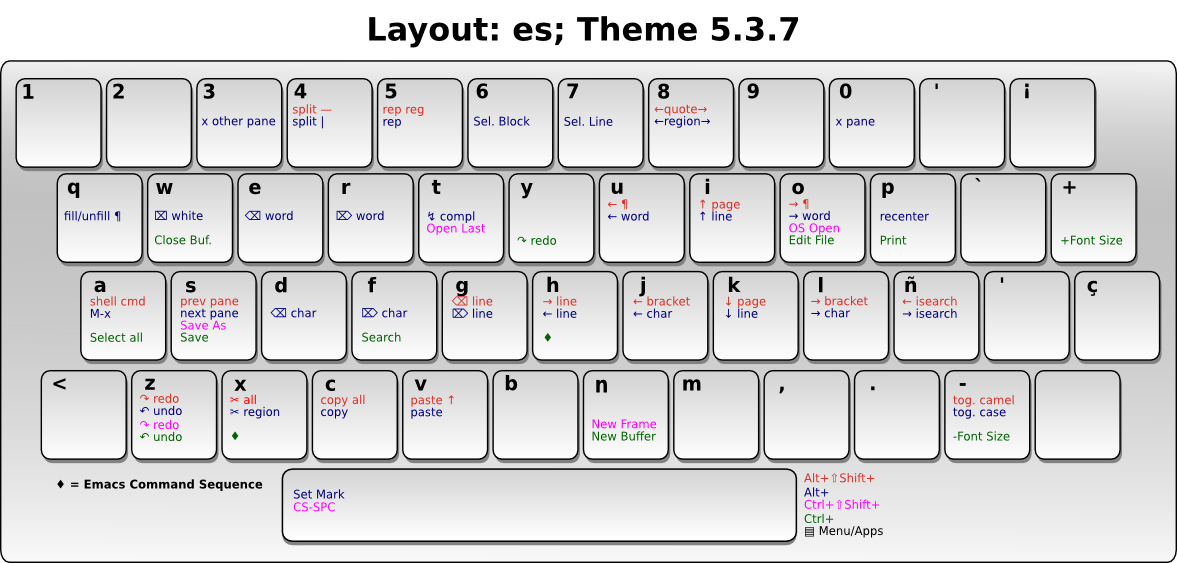 Layout: es; Theme 5.3.7
1
2
3
x other pane
4
split —
split |
5
rep reg
rep
6
Sel. Block
7
Sel. Line
8
←quote→
←region→
9
0
x pane
'
¡
q
fill/unfill ¶
w
⌧ white
Close Buf.
e
⌫ word
r
⌦ word
t
↯ compl
Open Last
y
↷ redo
u
← ¶
← word
i
↑ page
↑ line
o
→ ¶
→ word
OS Open
Edit File
p
recenter
Print
`
+
+Font Size
a
shell cmd
M-x
Select all
s
prev pane
next pane
Save As
Save
d
⌫ char
f
⌦ char
Search
g
⌫ line
⌦ line
h
→ line
← line
♦
j
← bracket
← char
k
↓ page
↓ line
l
→ bracket
→ char
ñ
← isearch
→ isearch
'
ç
<
z
↷ redo
↶ undo
↷ redo
↶ undo
x
✂ all
✂ region
♦
c
copy all
copy
v
paste ↑
paste
b
n
New Frame
New Buffer
m
,
.
-
tog. camel
tog. case
-Font Size
♦ = Emacs Command Sequence
Set Mark
CS-SPC
Alt+⇧Shift+
Alt+
Ctrl+⇧Shift+
Ctrl+
▤ Menu/Apps